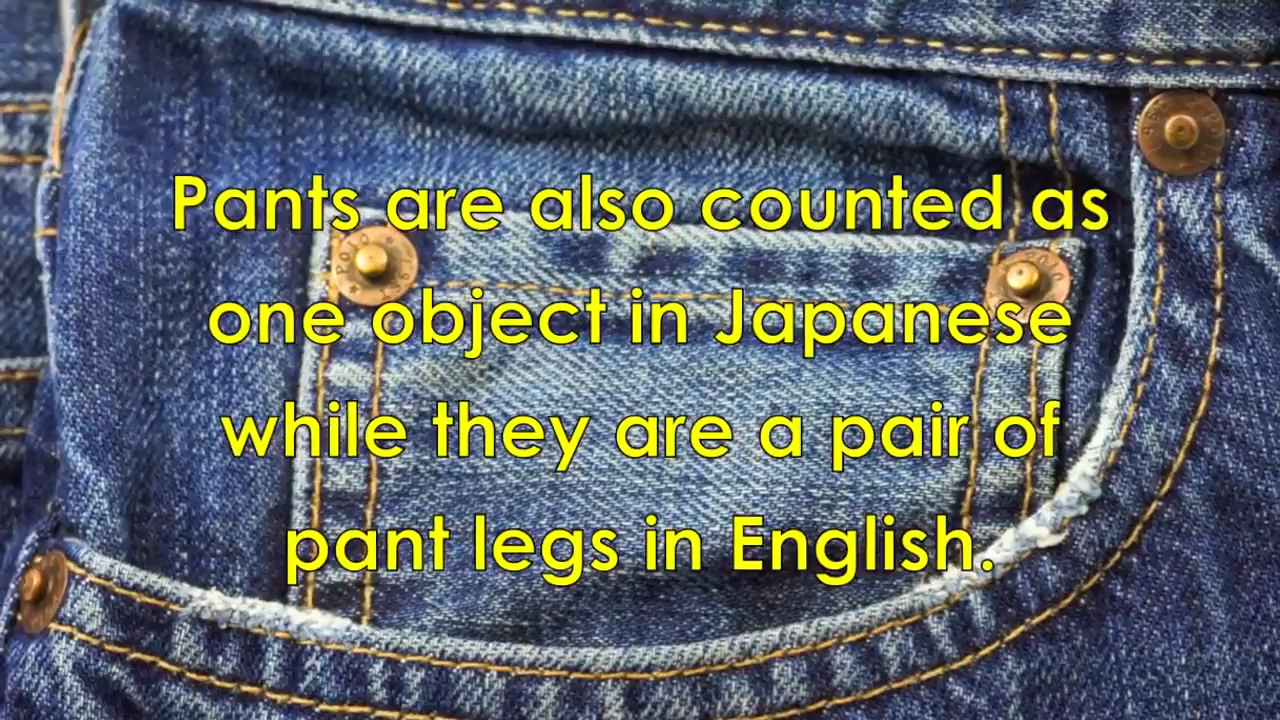 Pants are also counted as
one object in Japanese
while they are a pair of
pant legs in English.